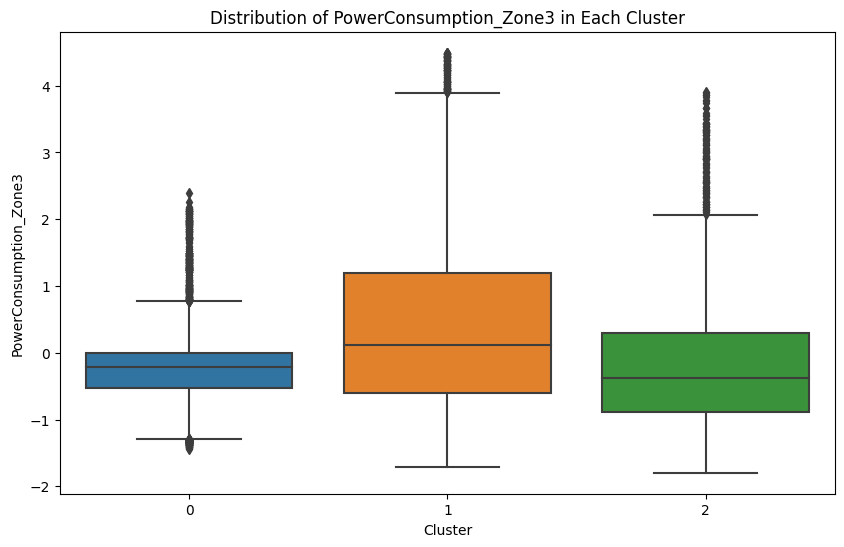 Distribution of PowerConsumption_Zone3 in Each Cluster
PowerConsumption_Zone3
4
3
2
1
0
−1
−2
0 1 2
Cluster